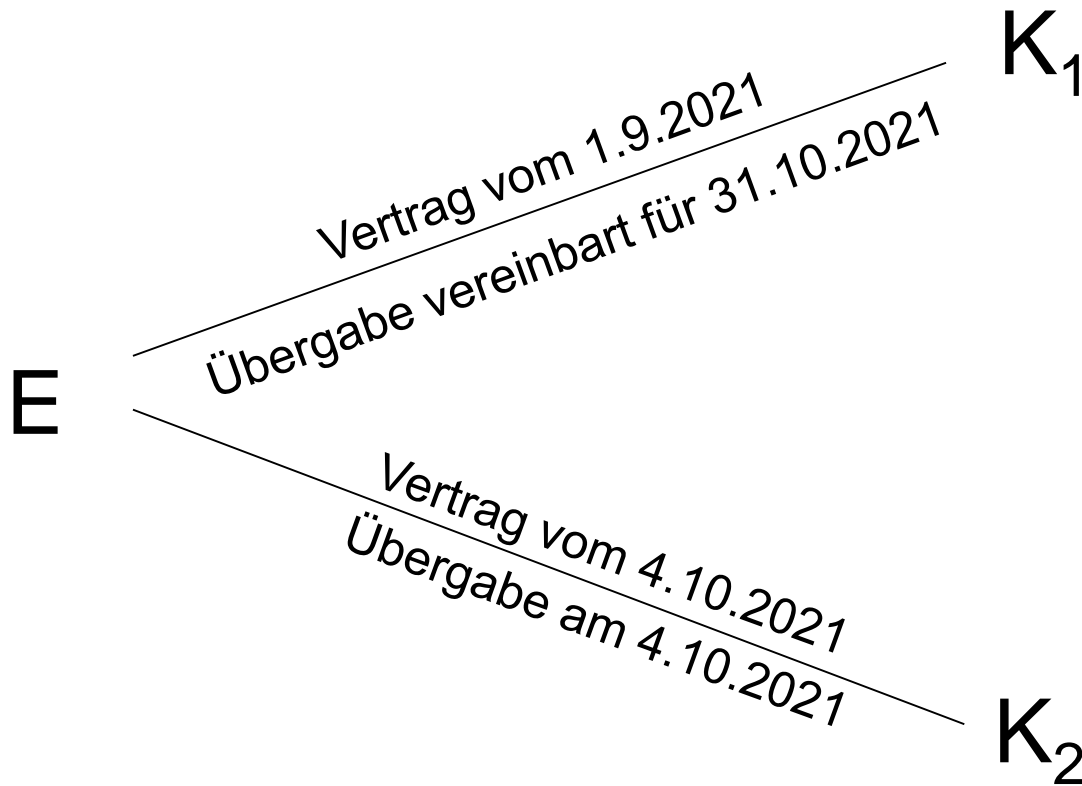 K₁
Vertrag vom 1.9.2021
Übergabe vereinbart für 31.10.2021
E
Vertrag vom 4.10.2021
Übergabe am 4.10.2021
K₂